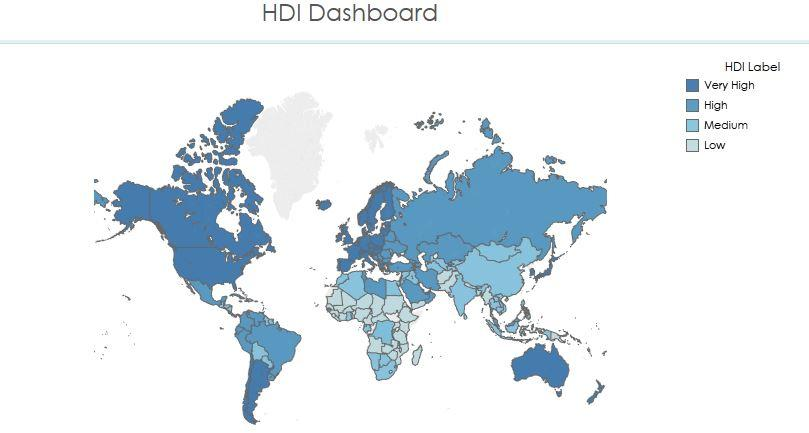 HDI Dashboard
HDI Label
Very High
High
Medium
Low